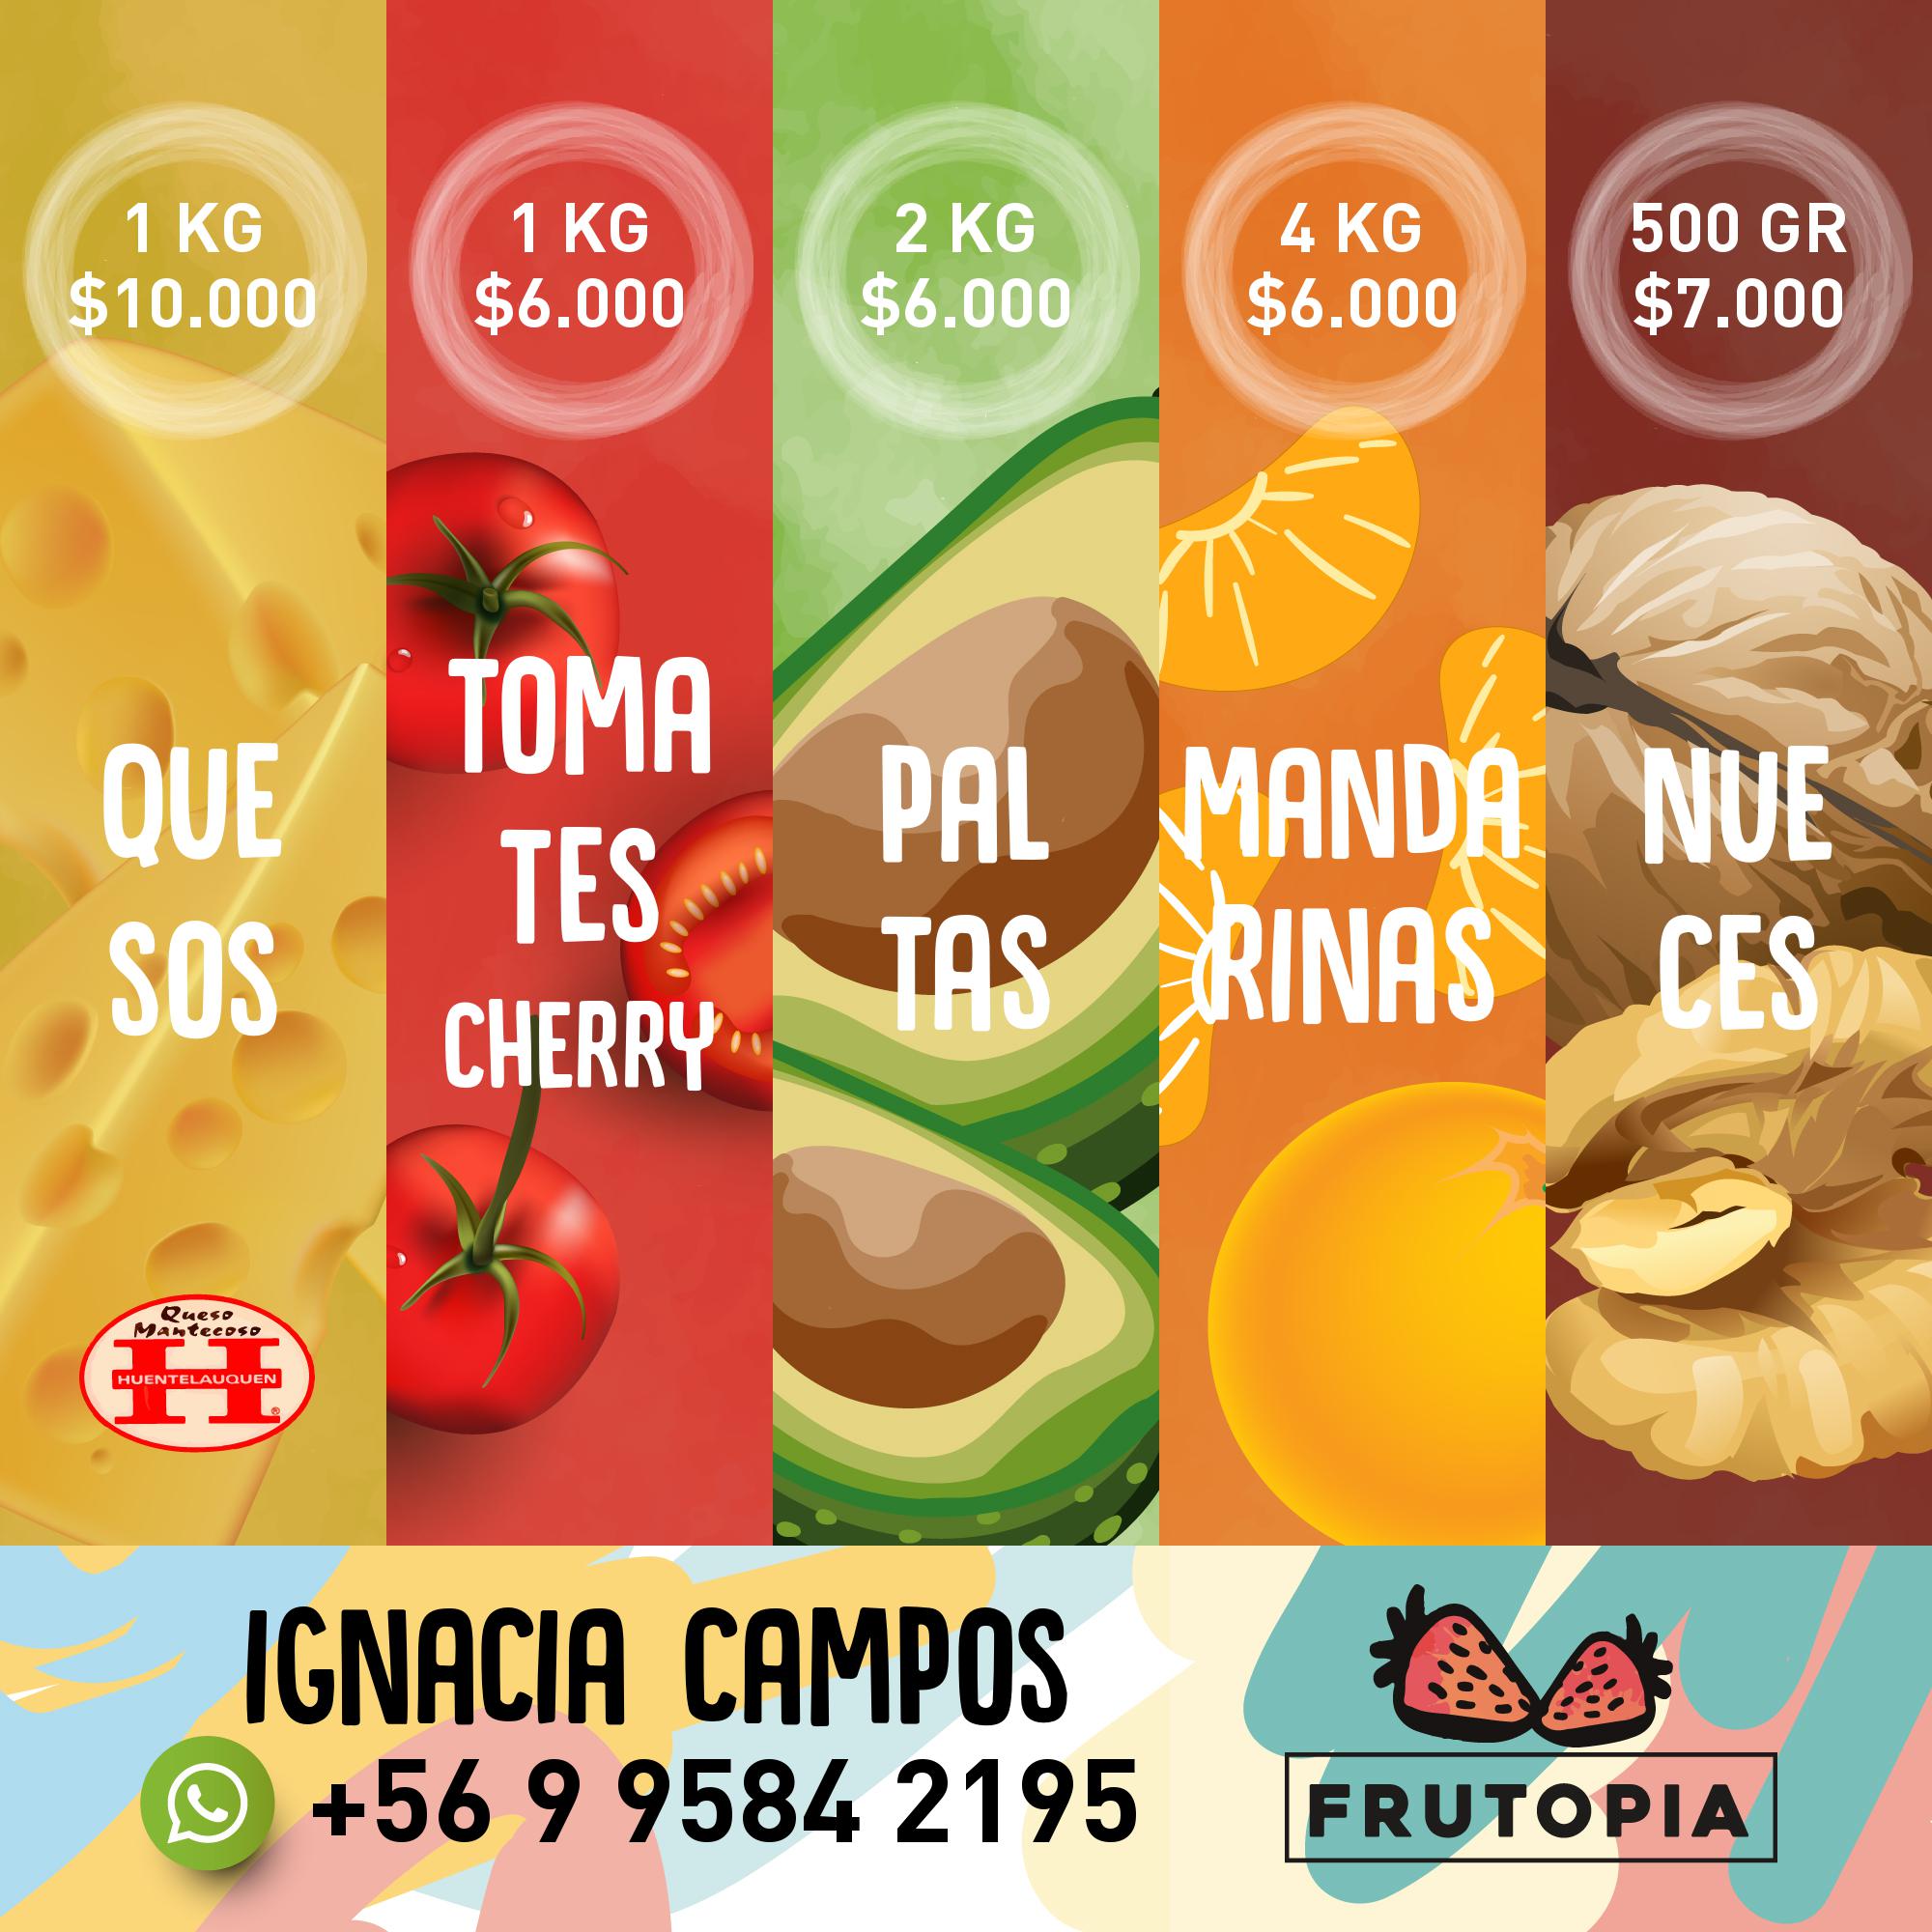 1 KG
$10.000
QUE
SOS
Queso
Mantecoso
H
HUENTELAUQUEN
®
1 KG
$6.000
TOMA
TES
CHERRY
2 KG
$6.000
PAL
TAS
4 KG
$6.000
MANDA
RINAS
500 GR
$7.000
NUE
CES
IGNACIA CAMPOS
+56 9 9584 2195
FRUTOPIA